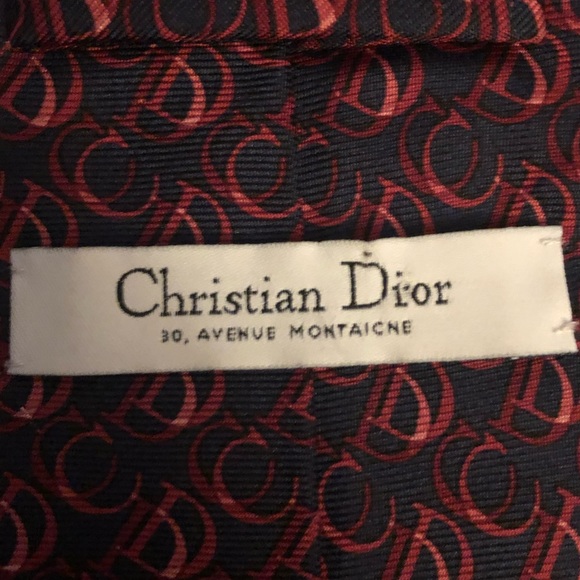 Christian Dior
30, AVENUE MONTAIGNE